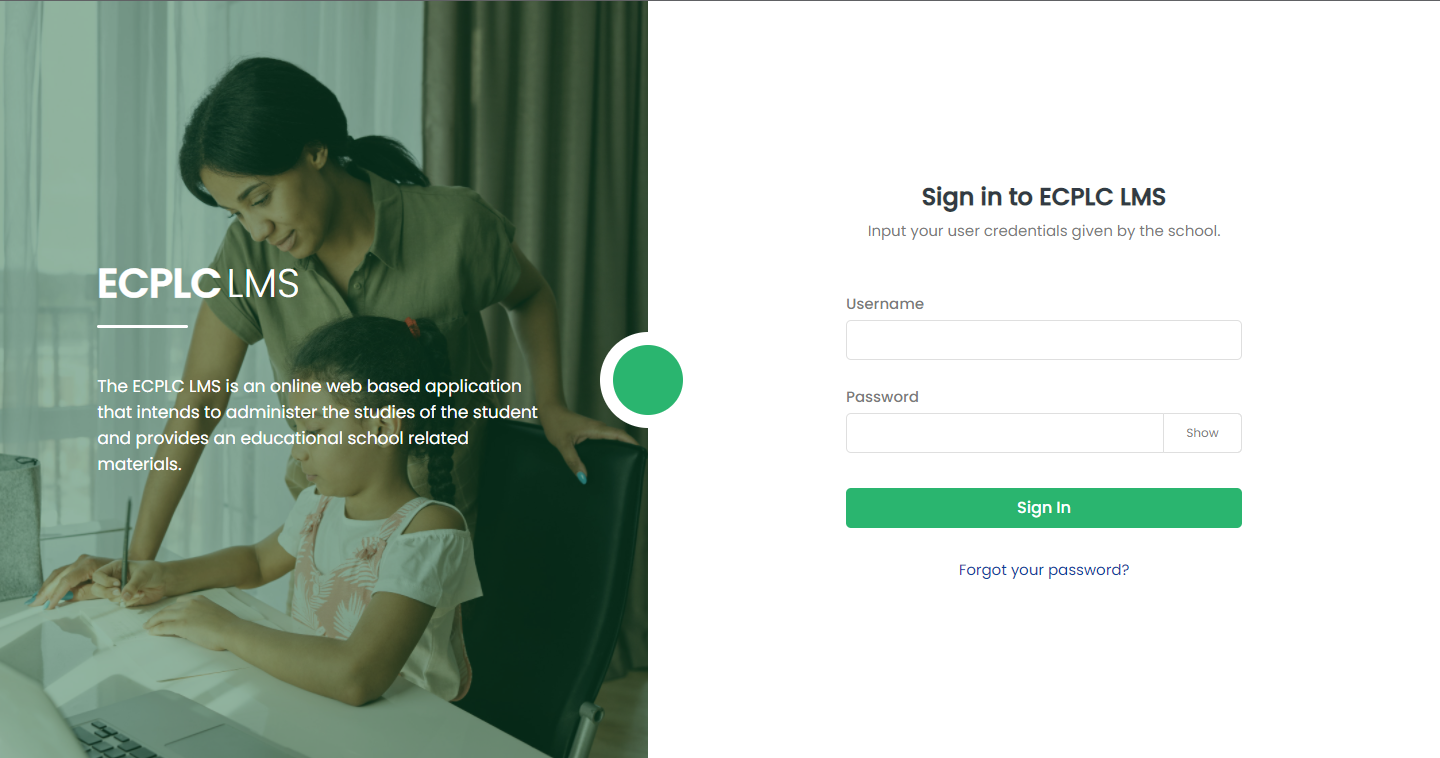 ECPLC LMS
The ECPLC LMS is an online web based application
that intends to administer the studies of the student
and provides an educational school related
materials.
Sign in to ECPLC LMS
Input your user credentials given by the school.
Username
Password
Show
Sign In
Forgot your password?